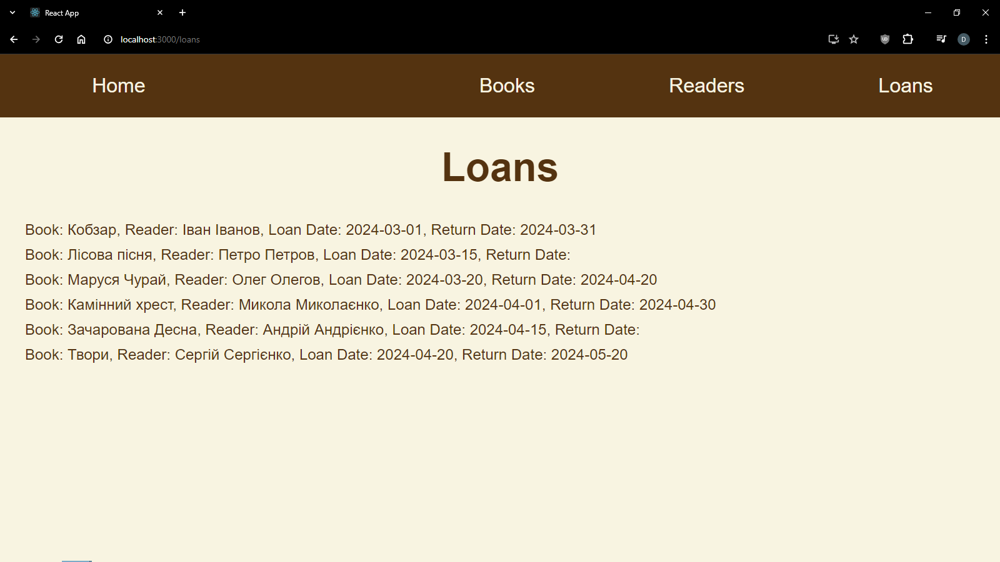 React App
localhost:3000/loans
D
Home Books Readers Loans
Loans
Book: Кобзар, Reader: Іван Іванов, Loan Date: 2024-03-01, Return Date: 2024-03-31
Book: Лісова пісня, Reader: Петро Петров, Loan Date: 2024-03-15, Return Date:
Book: Маруся Чурай, Reader: Олег Олегов, Loan Date: 2024-03-20, Return Date: 2024-04-20
Book: Камінний хрест, Reader: Микола Миколаєнко, Loan Date: 2024-04-01, Return Date: 2024-04-30
Book: Зачарована Десна, Reader: Андрій Андрієнко, Loan Date: 2024-04-15, Return Date:
Book: Твори, Reader: Сергій Сергієнко, Loan Date: 2024-04-20, Return Date: 2024-05-20